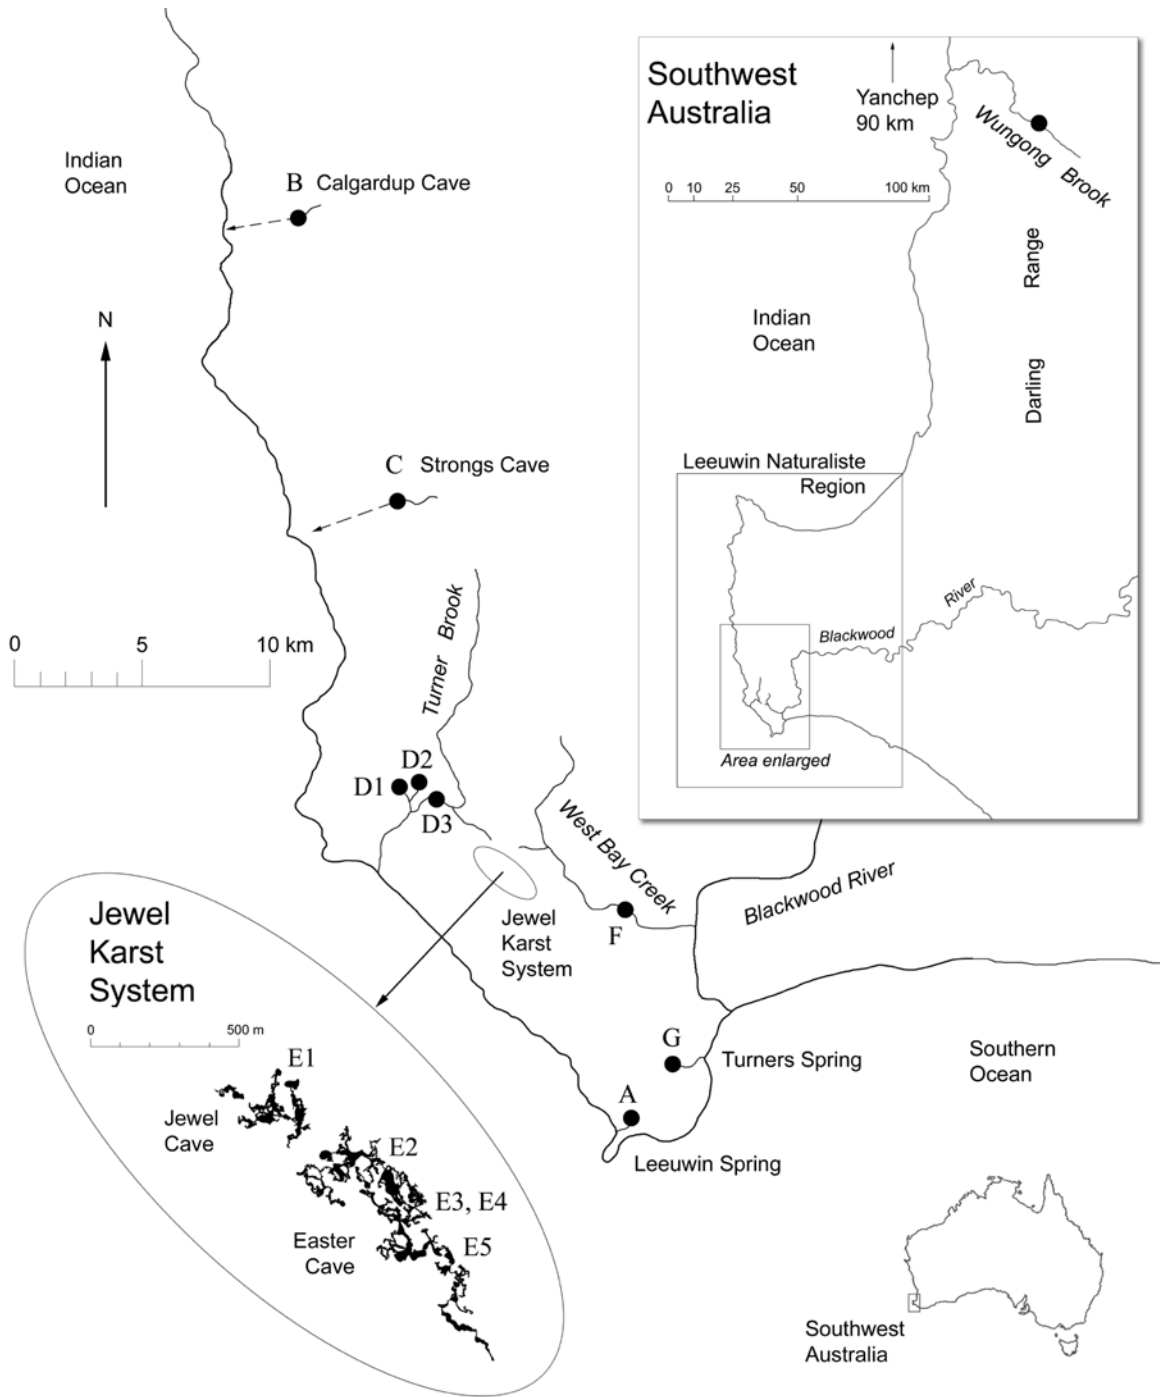 Southwest
Australia
Yanchep
90 km
Wungong Brook
0 10 25 50 100 km
Range
Darling
Indian
Ocean
Leeuwin Naturaliste
Region
River
Blackwood
Area enlarged
Indian
Ocean
B Calgardup Cave
N
C Strongs Cave
0 5 10 km
Turner Brook
D2
D1
D3
West Bay Creek
Blackwood River
F
Jewel
Karst
System
G
Turners Spring
Southern
Ocean
A
Leeuwin Spring
Jewel
Karst
System
0 500 m
E1
Jewel
Cave
E2
E3, E4
E5
Easter
Cave
Southwest
Australia